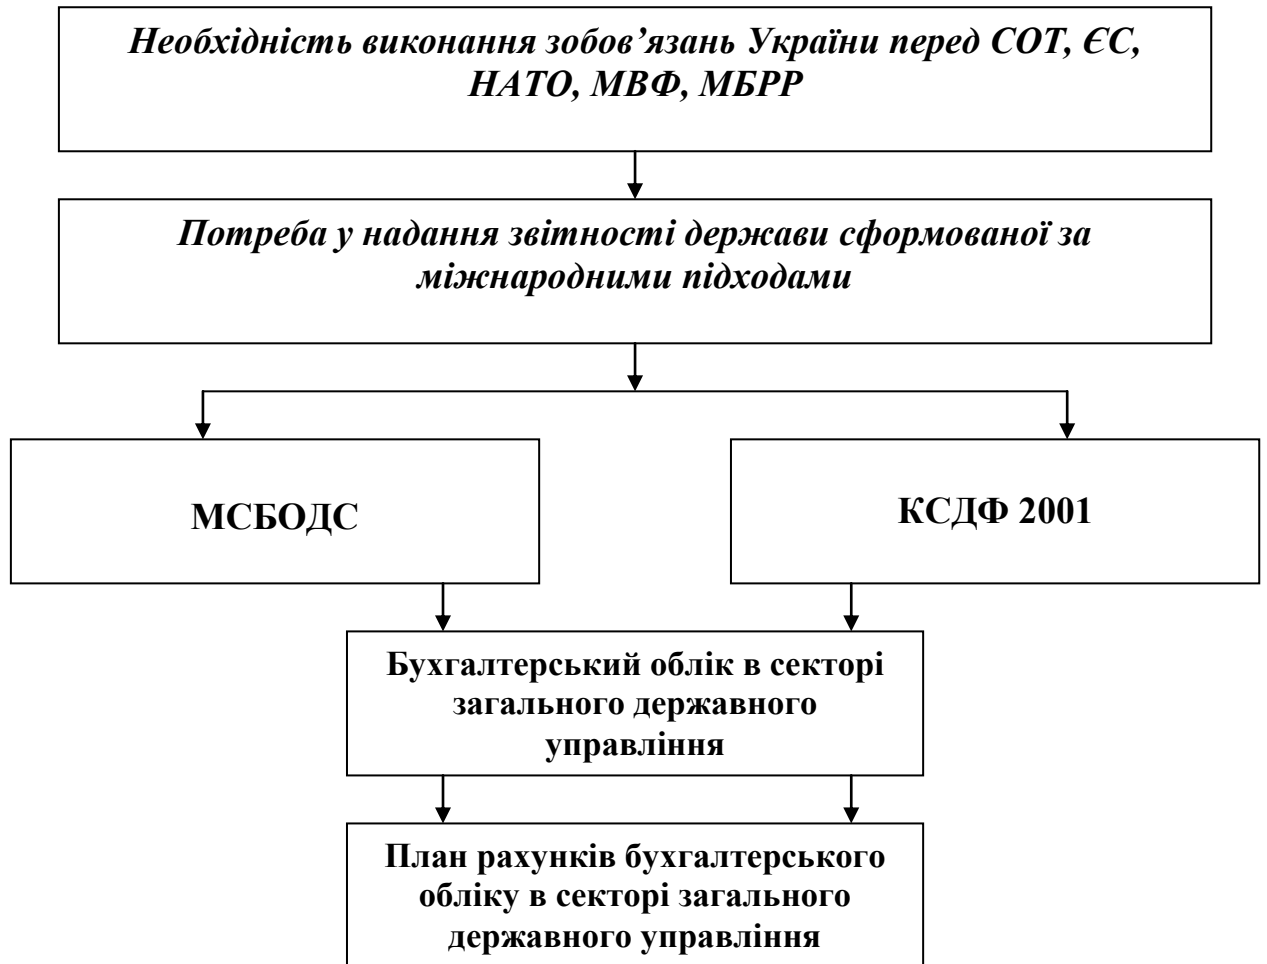 Необхідність виконання зобов’язань України перед СОТ, ЄС,
НАТО, МВФ, МБРР
Потреба у надання звітності держави сформованої за
міжнародними підходами
МСБОДС
КСДФ 2001
Бухгалтерський облік в секторі
загального державного
управління
План рахунків бухгалтерського
обліку в секторі загального
державного управління